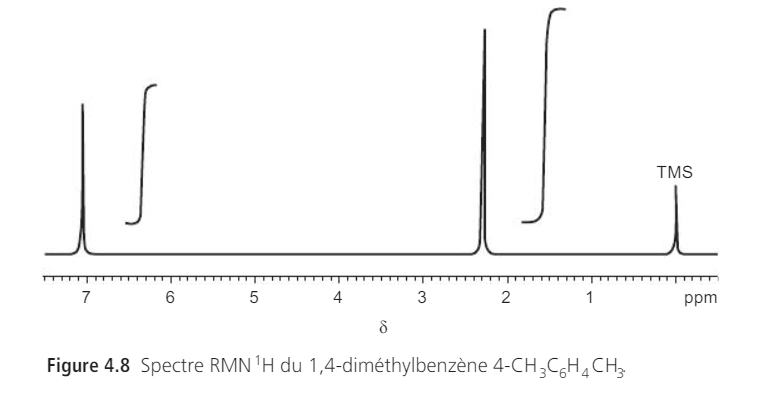 TMS
7 6 5 4 3 2 1 ppm
δ
Figure 4.8 Spectre RMN ¹H du 1,4-diméthylbenzène 4-CH₃C₆H₄CH₃.